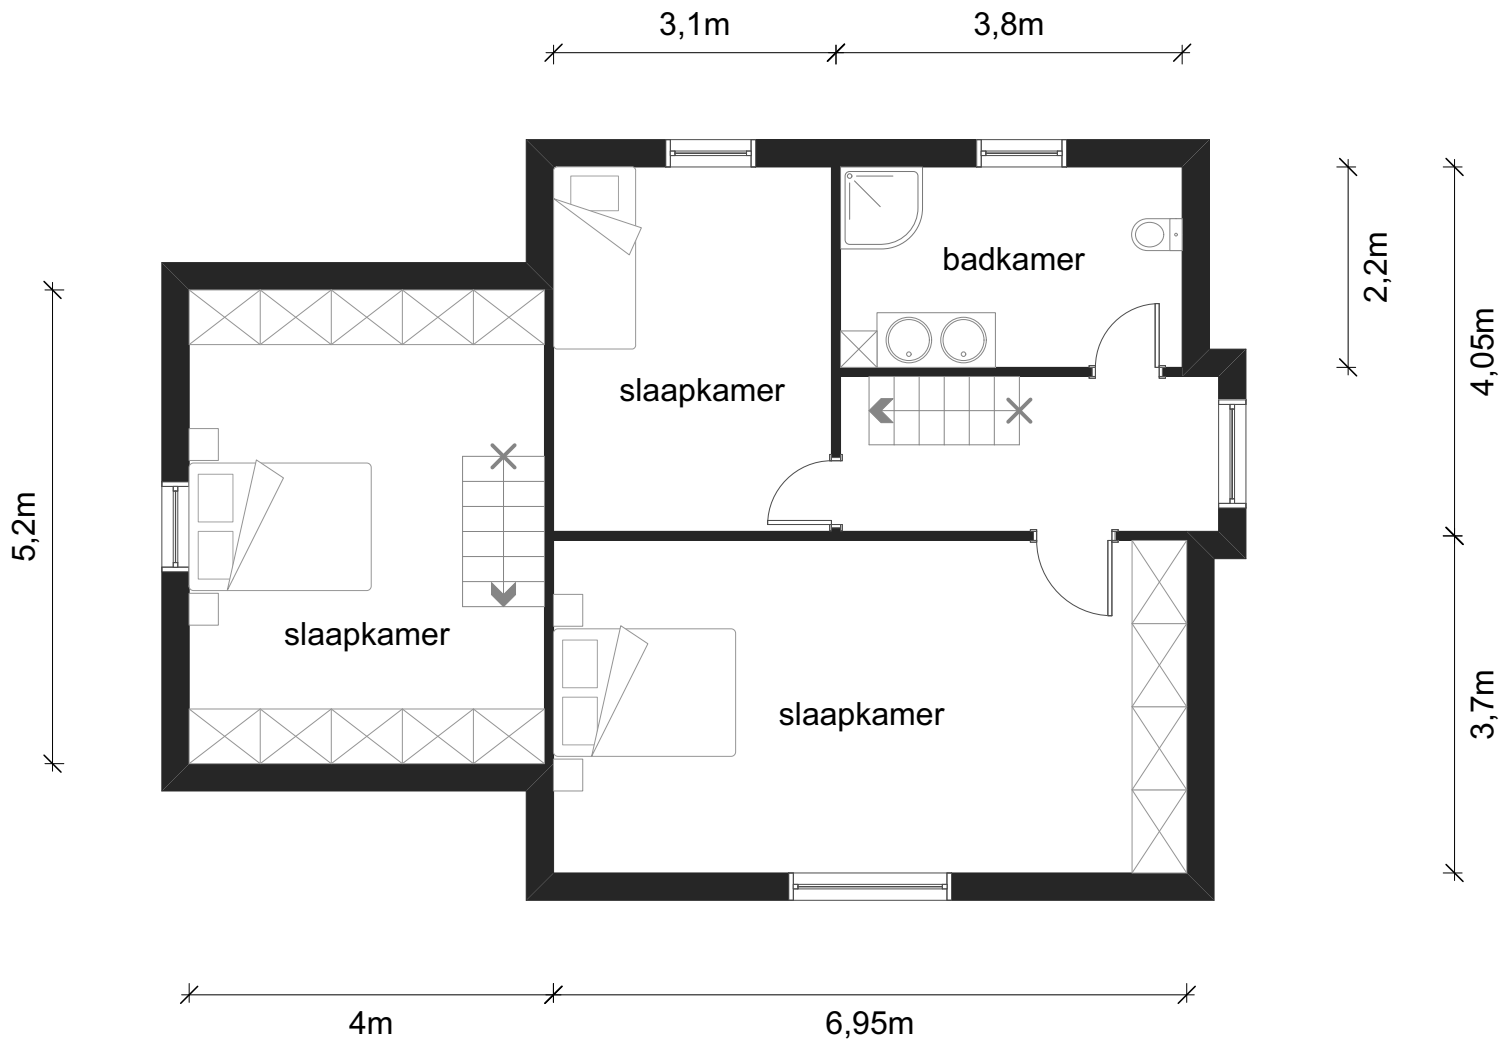 3,1m
3,8m
badkamer
2,2m
4,05m
slaapkamer
5,2m
slaapkamer
slaapkamer
3,7m
4m
6,95m